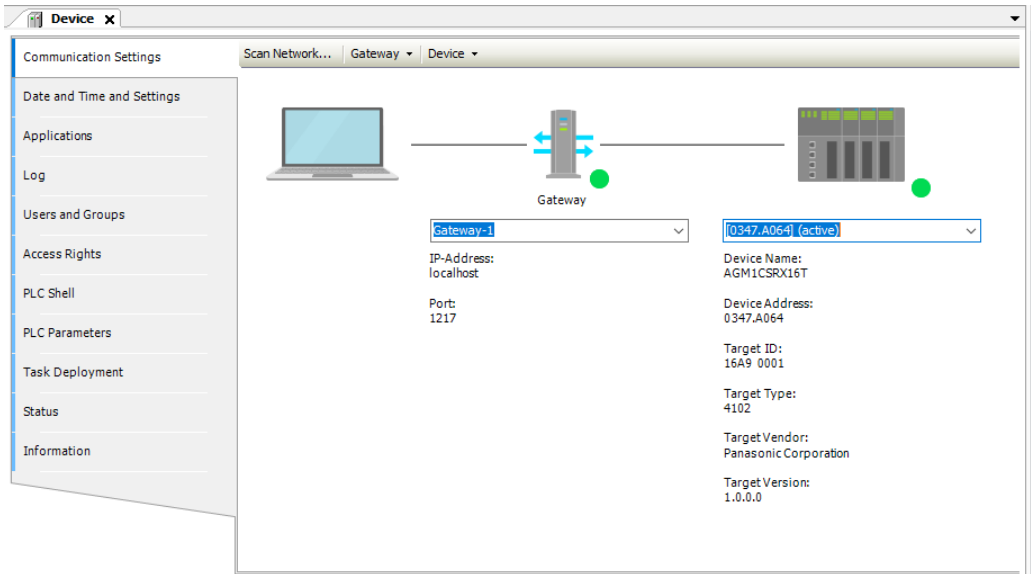 Device
Communication Settings
Date and Time and Settings
Applications
Log
Users and Groups
Access Rights
PLC Shell
PLC Parameters
Task Deployment
Status
Information
Scan Network... Gateway Device
Gateway
Gateway-1
IP-Address:
localhost
Port:
1217
[0347.A064] (active)
Device Name:
AGM1CSRX16T
Device Address:
0347.A064
Target ID:
16A9 0001
Target Type:
4102
Target Vendor:
Panasonic Corporation
Target Version:
1.0.0.0